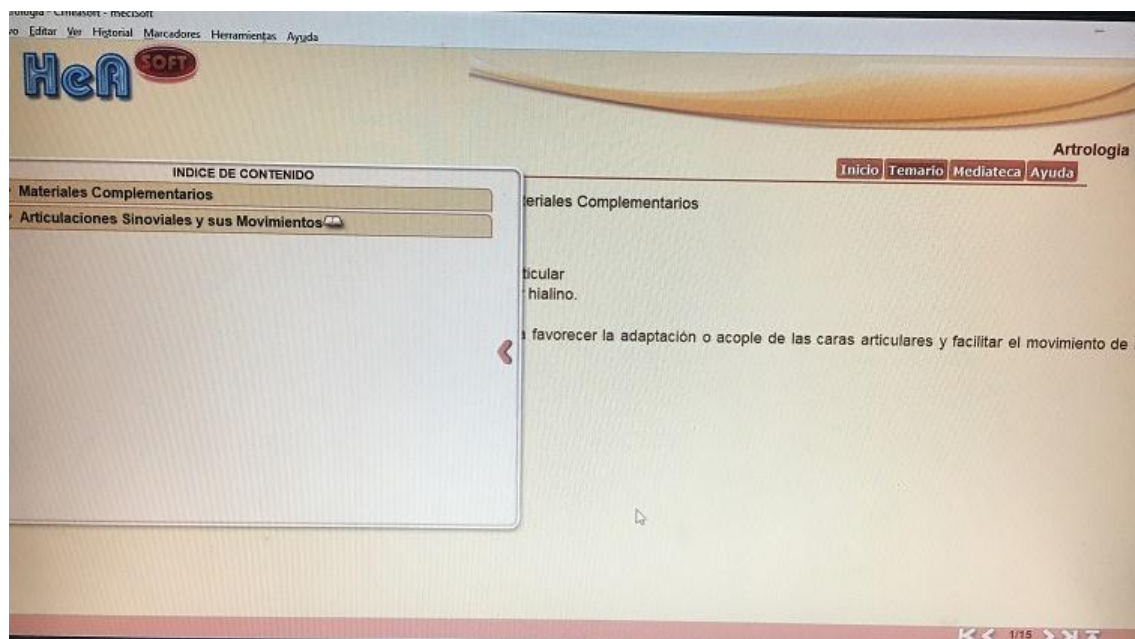 Editar Ver Historial Marcadores Herramientas Ayuda
HeA SOFT
Artrologia
Inicio Temario Mediateca Ayuda
INDICE DE CONTENIDO
Materiales Complementarios
Articulaciones Sinoviales y sus Movimientos
eriales Complementarios
ticular
hialino.
favorecer la adaptación o acople de las caras articulares y facilitar el movimiento de
1/15